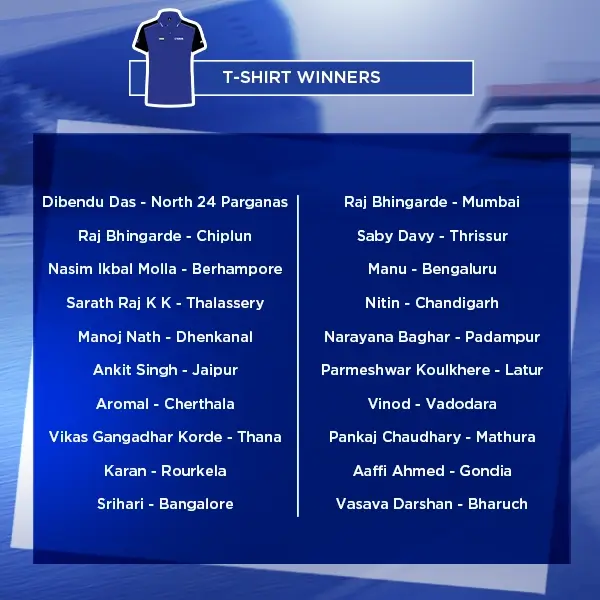 T-SHIRT WINNERS
Dibendu Das - North 24 Parganas
Raj Bhingarde - Chiplun
Nasim Ikbal Molla - Berhampore
Sarath Raj K K - Thalassery
Manoj Nath - Dhenkanal
Ankit Singh - Jaipur
Aromal - Cherthala
Vikas Gangadhar Korde - Thana
Karan - Rourkela
Srihari - Bangalore
Raj Bhingarde - Mumbai
Saby Davy - Thrissur
Manu - Bengaluru
Nitin - Chandigarh
Narayana Baghar - Padampur
Parmeshwar Koulkhere - Latur
Vinod - Vadodara
Pankaj Chaudhary - Mathura
Aaffi Ahmed - Gondia
Vasava Darshan - Bharuch